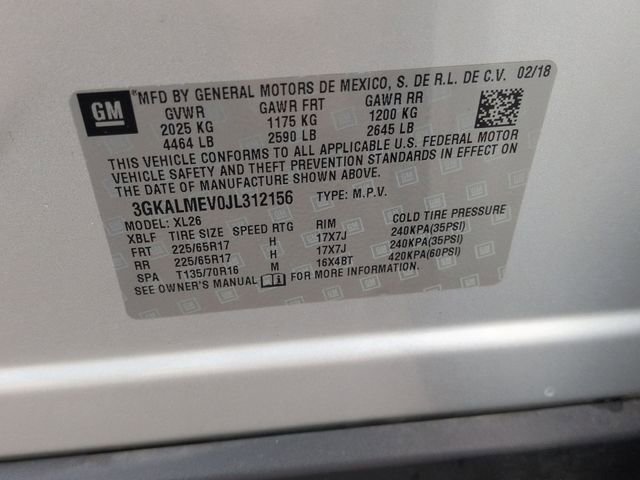 GM
MFD BY GENERAL MOTORS DE MEXICO, S. DE R.L. DE C.V. 02/18
GVWR GAWR FRT GAWR RR
2025 KG 1175 KG 1200 KG
4464 LB 2590 LB 2645 LB
THIS VEHICLE CONFORMS TO ALL APPLICABLE U.S. FEDERAL MOTOR
VEHICLE SAFETY AND THEFT PREVENTION STANDARDS IN EFFECT ON
THE DATE OF MANUFACTURE SHOWN ABOVE.
3GKALMEV0JL312156 TYPE: M.P.V.
MODEL: XL26
XBLF TIRE SIZE SPEED RTG RIM COLD TIRE PRESSURE
FRT 225/65R17 H 17X7J 240KPA(35PSI)
RR 225/65R17 H 17X7J 240KPA(35PSI)
SPA T135/70R16 M 16X4BT 420KPA(60PSI)
SEE OWNER'S MANUAL FOR MORE INFORMATION.